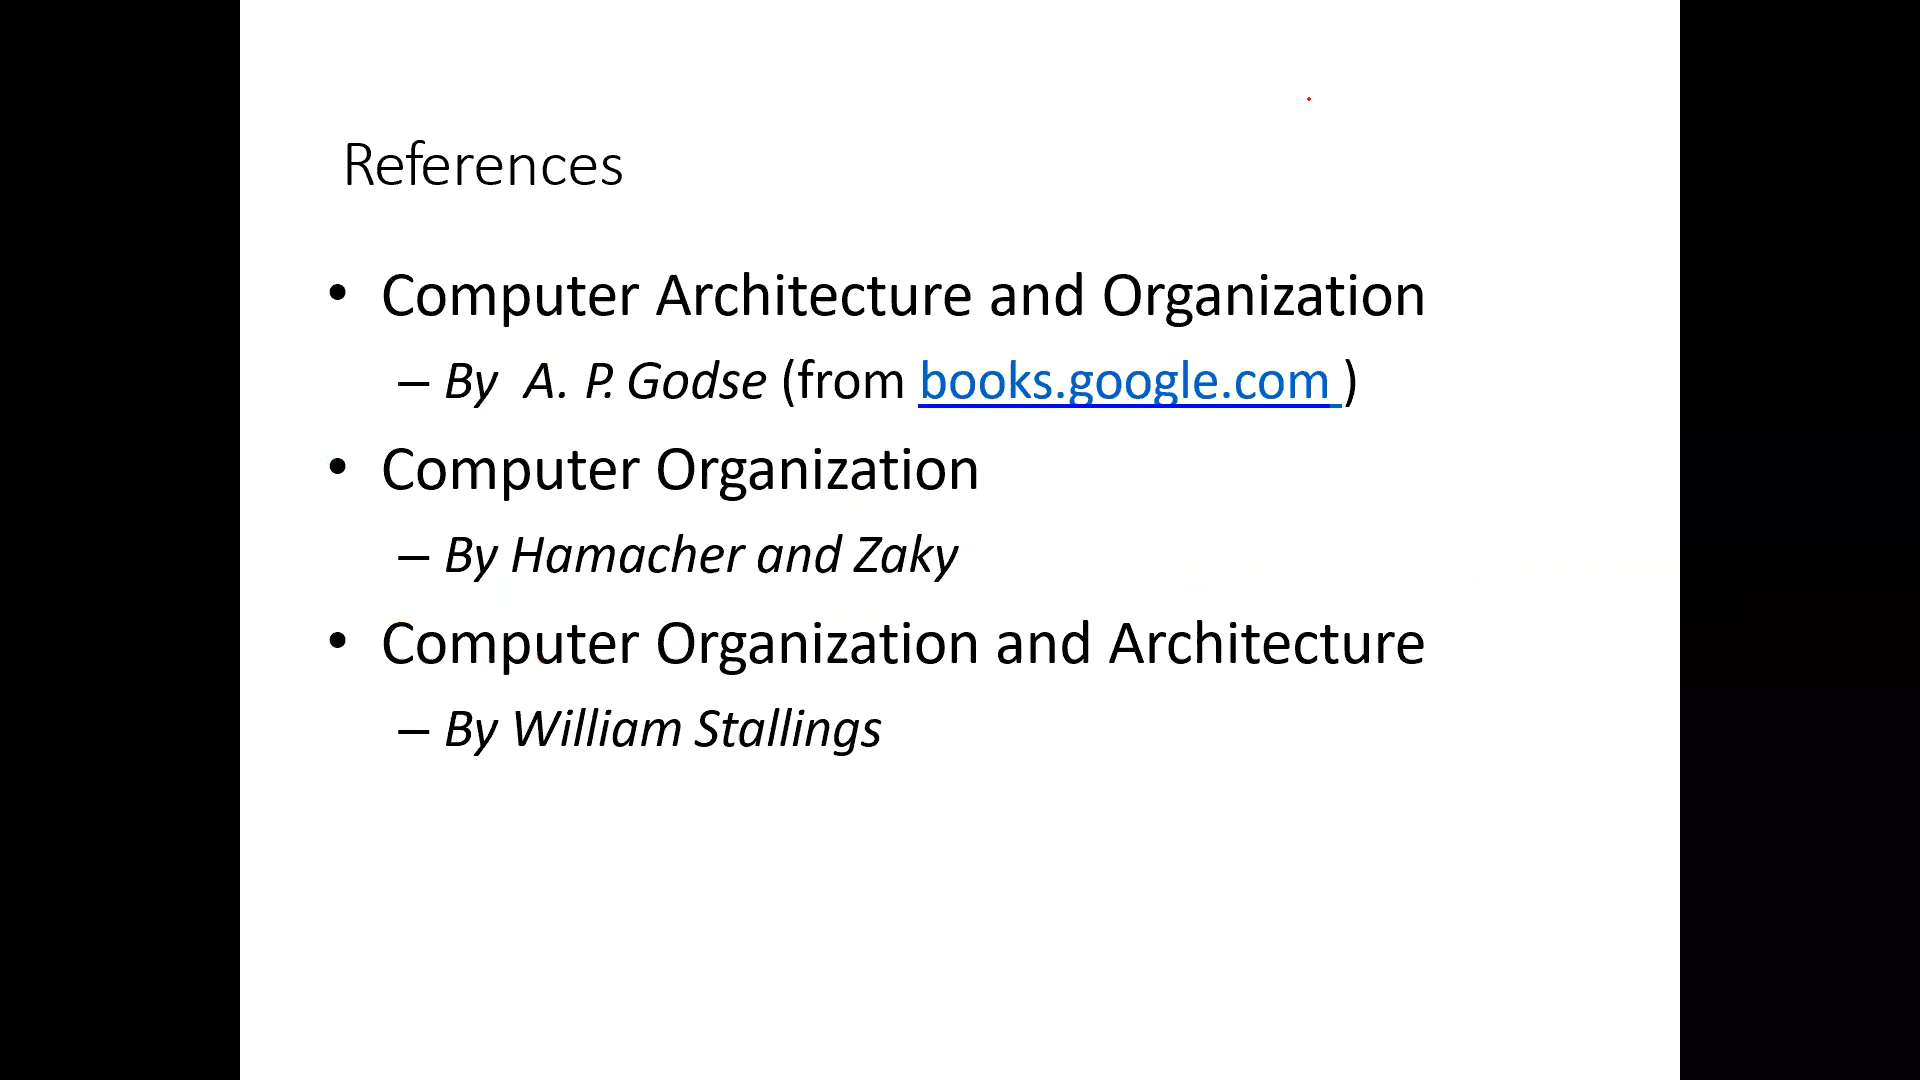 References
• Computer Architecture and Organization
– By A. P. Godse (from books.google.com )
• Computer Organization
– By Hamacher and Zaky
• Computer Organization and Architecture
– By William Stallings